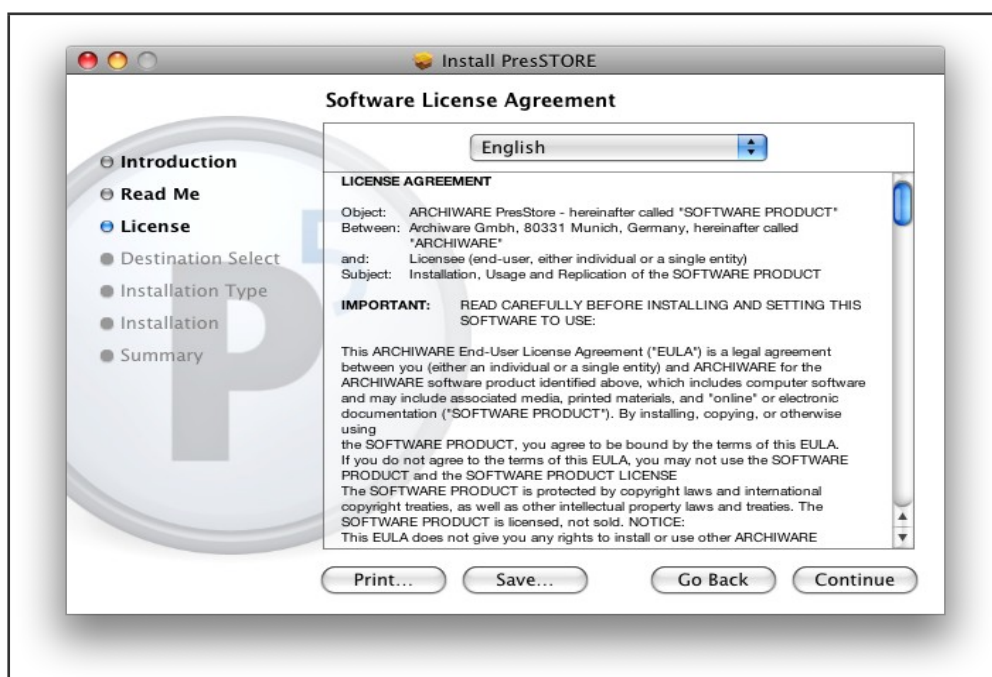 Install PresSTORE
Software License Agreement
Introduction
Read Me
License
Destination Select
Installation Type
Installation
Summary
English
LICENSE AGREEMENT
Object: ARCHIWARE PresStore - hereinafter called "SOFTWARE PRODUCT"
Between: Archiware Gmbh, 80331 Munich, Germany, hereinafter called
"ARCHIWARE"
and: Licensee (end-user, either individual or a single entity)
Subject: Installation, Usage and Replication of the SOFTWARE PRODUCT
IMPORTANT: READ CAREFULLY BEFORE INSTALLING AND SETTING THIS
SOFTWARE TO USE:
This ARCHIWARE End-User License Agreement ("EULA") is a legal agreement
between you (either an individual or a single entity) and ARCHIWARE for the
ARCHIWARE software product identified above, which includes computer software
and may include associated media, printed materials, and "online" or electronic
documentation ("SOFTWARE PRODUCT"). By installing, copying, or otherwise
using
the SOFTWARE PRODUCT, you agree to be bound by the terms of this EULA.
If you do not agree to the terms of this EULA, you may not use the SOFTWARE
PRODUCT and the SOFTWARE PRODUCT LICENSE
The SOFTWARE PRODUCT is protected by copyright laws and international
copyright treaties, as well as other intellectual property laws and treaties. The
SOFTWARE PRODUCT is licensed, not sold. NOTICE:
This EULA does not give you any rights to install or use other ARCHIWARE
Print...
Save...
Go Back
Continue
P5